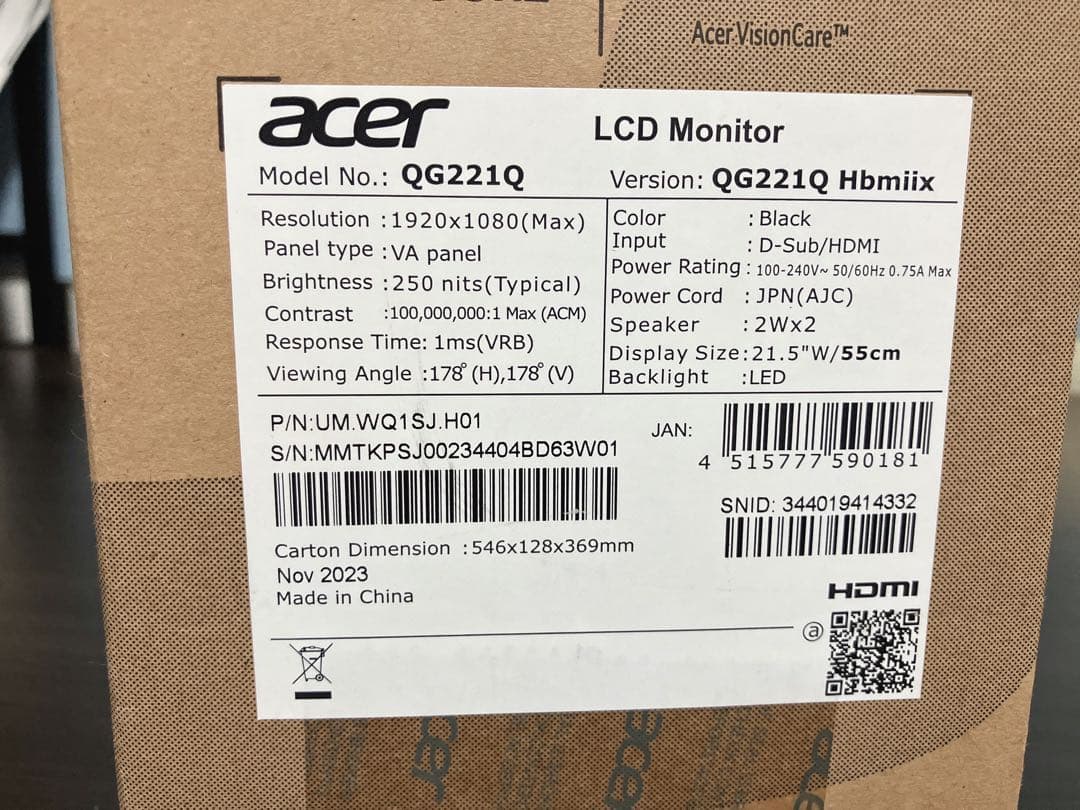 Acer VisionCare™
acer
LCD Monitor
Model No.: QG221Q
Version: QG221Q Hbmiix
Resolution :1920x1080(Max)
Panel type :VA panel
Brightness :250 nits(Typical)
Contrast :100,000,000:1 Max (ACM)
Response Time: 1ms(VRB)
Viewing Angle :178°(H),178°(V)
Color :Black
Input :D-Sub/HDMI
Power Rating: 100-240V~ 50/60Hz 0.75A Max
Power Cord :JPN(AJC)
Speaker :2Wx2
Display Size:21.5"W/55cm
Backlight :LED
P/N:UM.WQ1SJ.H01
S/N:MMTKPSJ00234404BD63W01
JAN:
4 515777 590181
SNID: 344019414332
Carton Dimension :546x128x369mm
Nov 2023
Made in China
HDMI
a
acer
acer
ace